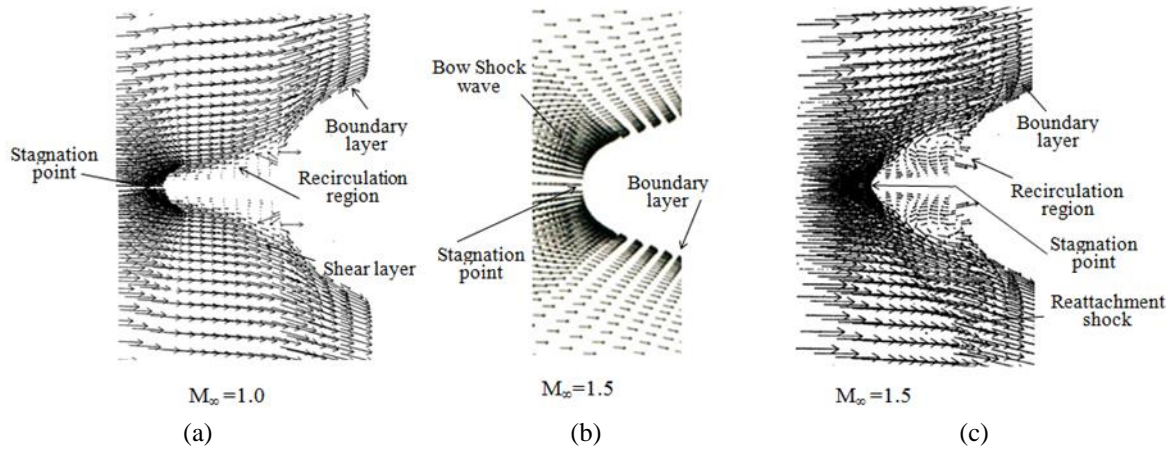 Stagnation
point
Boundary
layer
Recirculation
region
Shear layer
M∞=1.0
(a)
Bow Shock
wave
Boundary
layer
Stagnation
point
M∞=1.5
(b)
Boundary
layer
Recirculation
region
Stagnation
point
Reattachment
shock
M∞=1.5
(c)